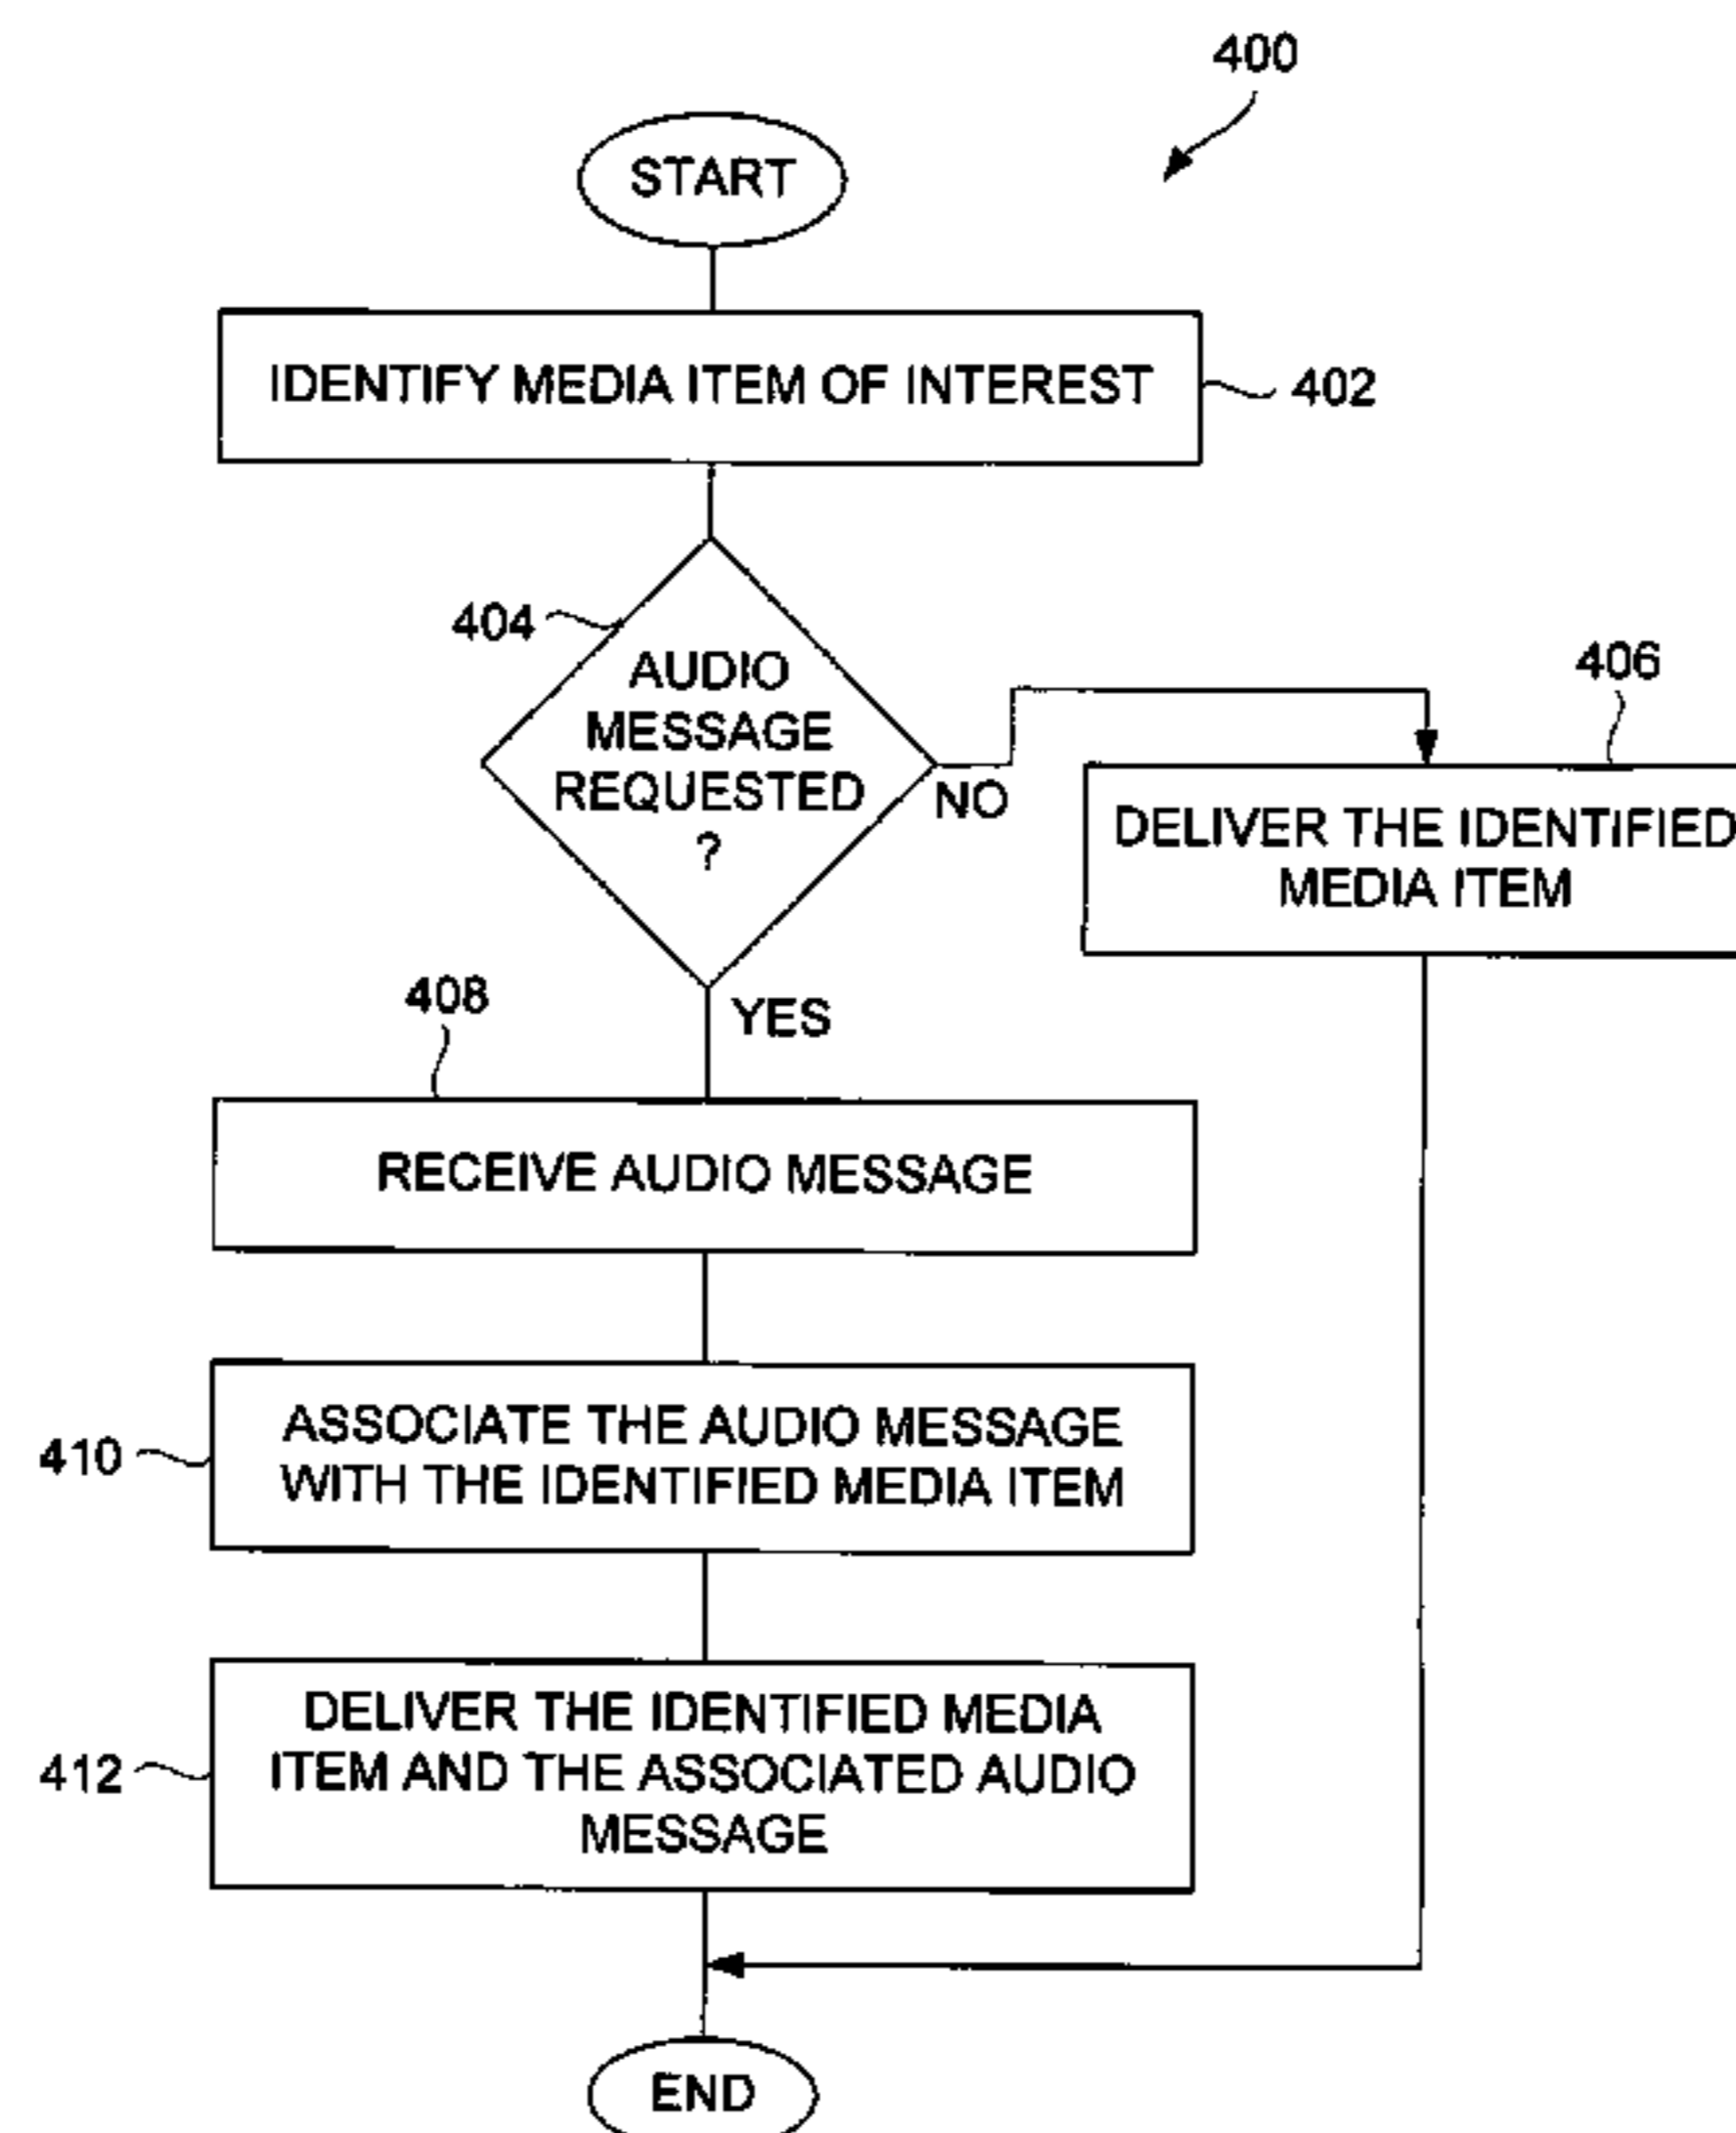 400
START
IDENTIFY MEDIA ITEM OF INTEREST
402
404
AUDIO
MESSAGE
REQUESTED
?
NO
406
DELIVER THE IDENTIFIED
MEDIA ITEM
YES
408
RECEIVE AUDIO MESSAGE
410
ASSOCIATE THE AUDIO MESSAGE
WITH THE IDENTIFIED MEDIA ITEM
412
DELIVER THE IDENTIFIED MEDIA
ITEM AND THE ASSOCIATED AUDIO
MESSAGE
END